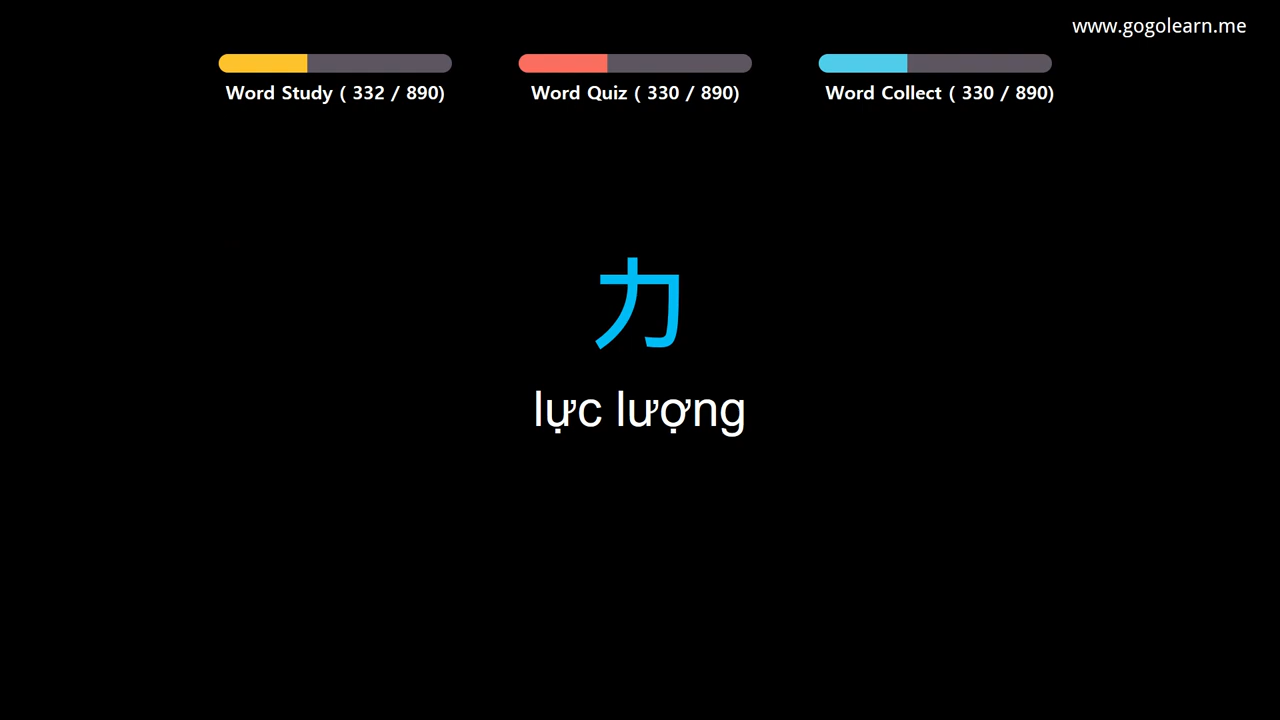 www.gogolearn.me
Word Study ( 332 / 890)
Word Quiz ( 330 / 890)
Word Collect ( 330 / 890)
力
lực lượng